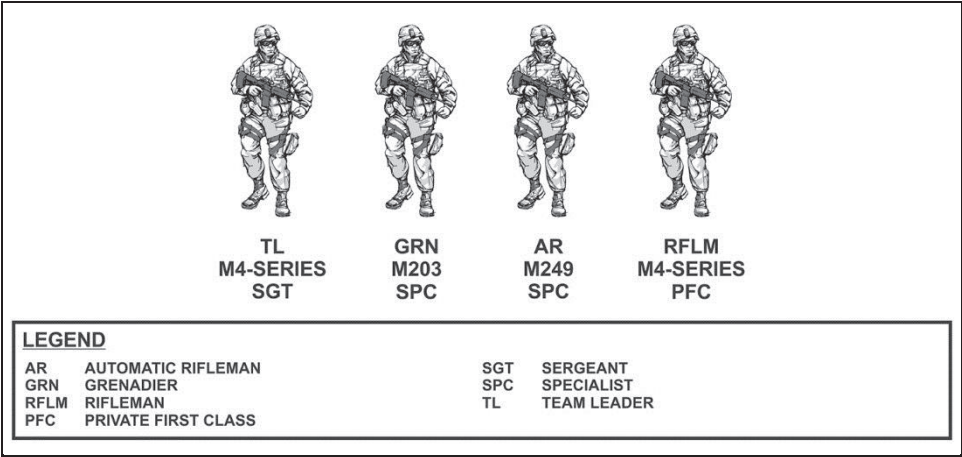 TL GRN AR RFLM
M4-SERIES M203 M249 M4-SERIES
SGT SPC SPC PFC
LEGEND
AR AUTOMATIC RIFLEMAN SGT SERGEANT
GRN GRENADIER SPC SPECIALIST
RFLM RIFLEMAN TL TEAM LEADER
PFC PRIVATE FIRST CLASS